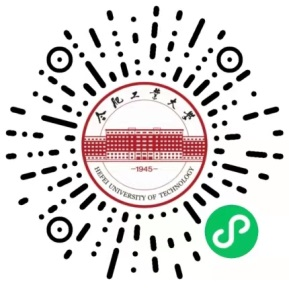 合肥工业大学
1945
HEFEI UNIVERSITY OF TECHNOLOGY